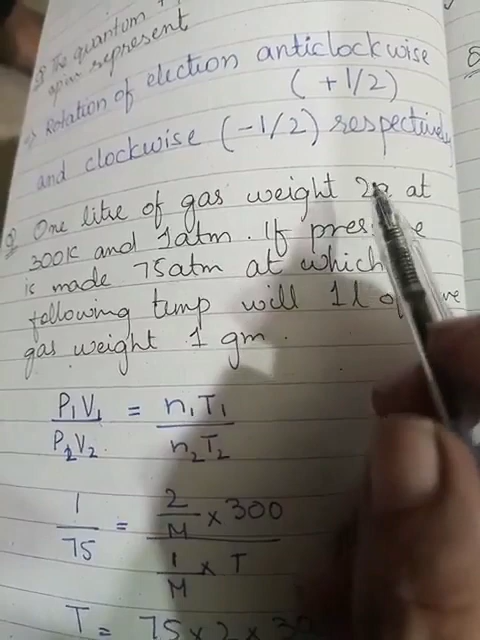 Q The quantum +
spin represent
⇒ Rotation of election anticlockwise
(+1/2)
and clockwise (-1/2) respectively
Q One litre of gas weight 2g at
300K and 1atm. If
is made 75atm at which
following temp will 1l of
gas weight 1 gm.
P₁V₁ / P₂V₂ = n₁T₁ / n₂T₂
1 / 75 = (2/M × 300) / (1/M × T)
T = 75 × 2 × 3